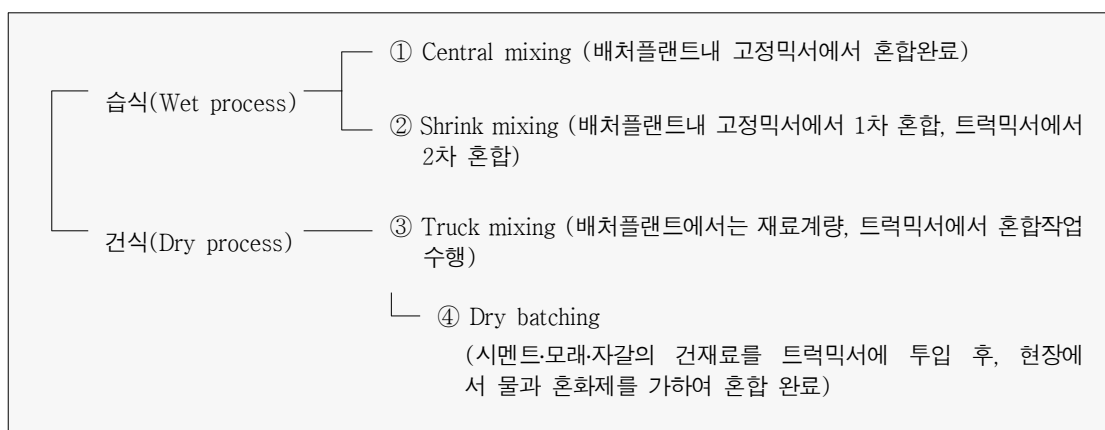 ① Central mixing (배처플랜트내 고정믹서에서 혼합완료)
습식(Wet process)
② Shrink mixing (배처플랜트내 고정믹서에서 1차 혼합, 트럭믹서에서
2차 혼합)
건식(Dry process)
③ Truck mixing (배처플랜트에서는 재료계량, 트럭믹서에서 혼합작업
수행)
④ Dry batching
(시멘트·모래·자갈의 건재료를 트럭믹서에 투입 후, 현장에
서 물과 혼화제를 가하여 혼합 완료)